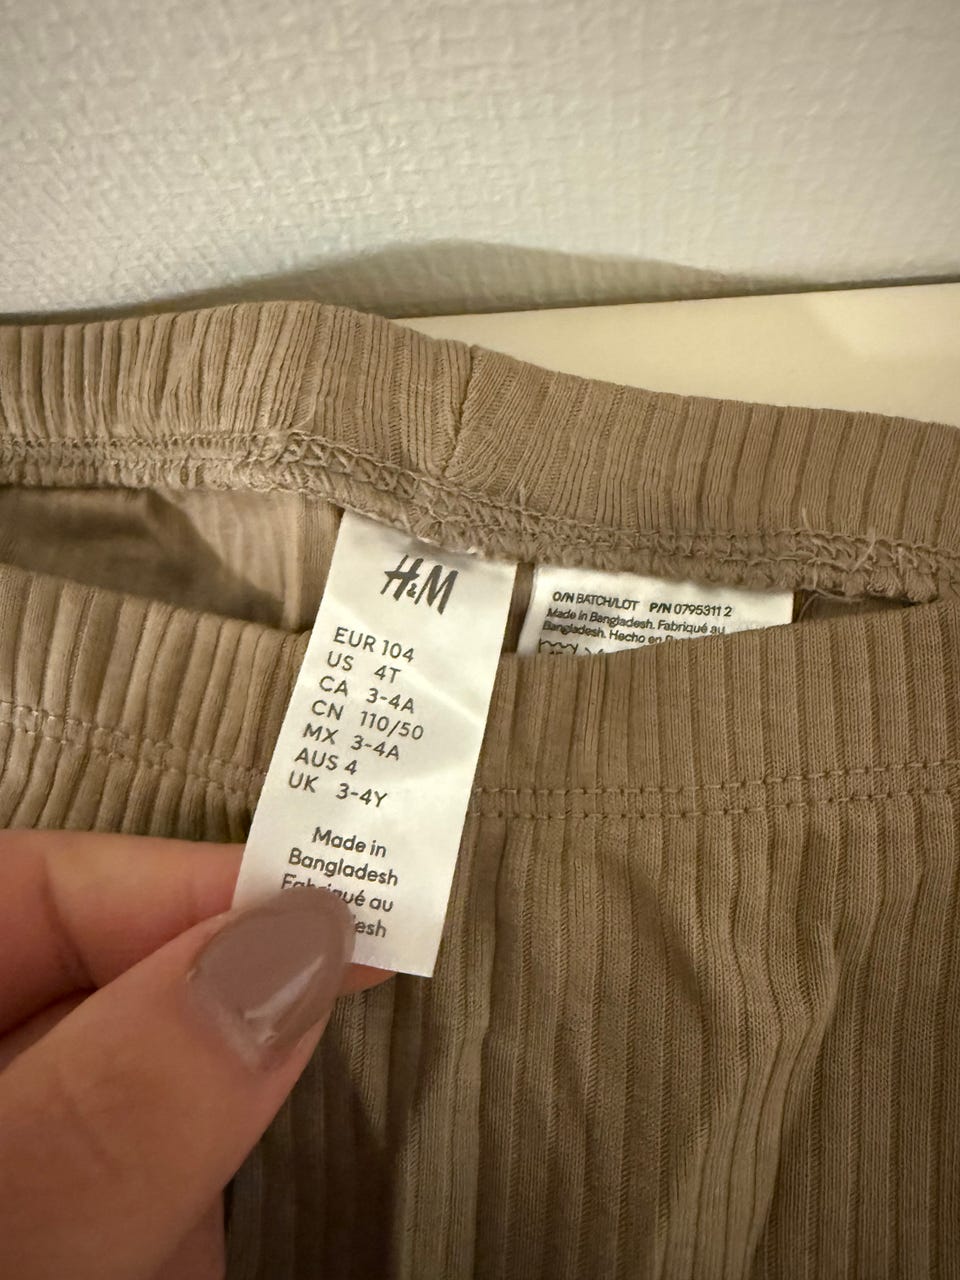 H&M
EUR 104
US 4T
CA 3-4A
CN 110/50
MX 3-4A
AUS 4
UK 3-4Y
Made in
Bangladesh
Fabriqué au
O/N BATCH/LOT P/N 0795311 2
Made in Bangladesh. Fabriqué au
Bangladesh. Hecho en